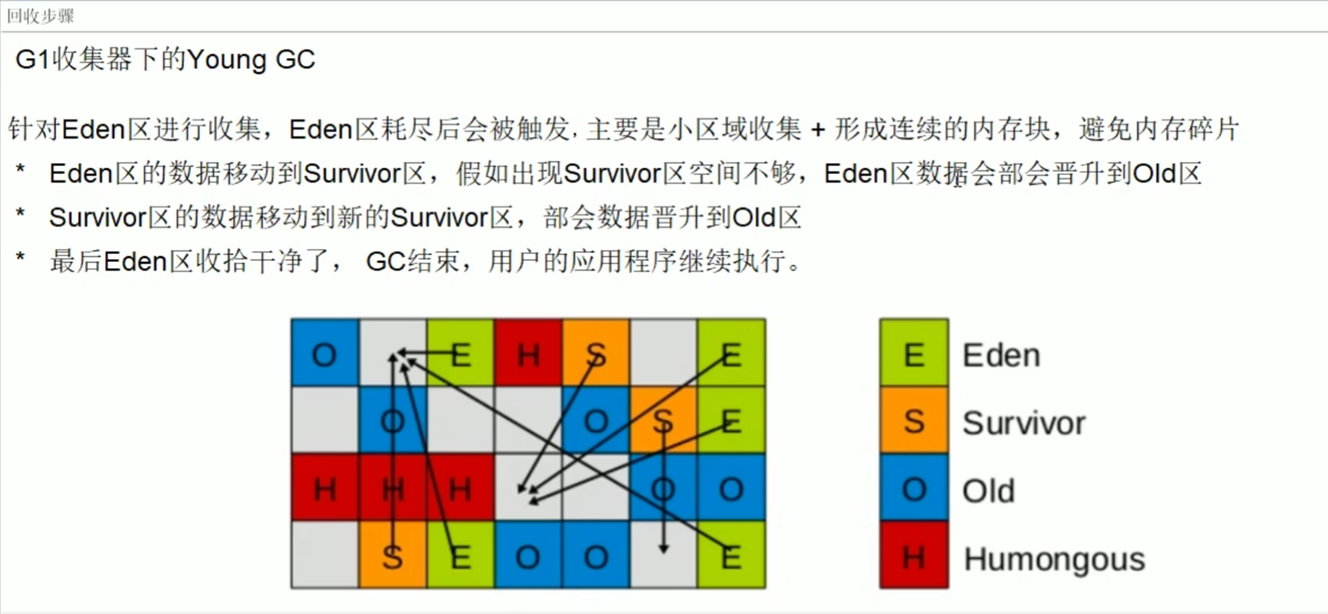 回收步骤
G1收集器下的Young GC
针对Eden区进行收集，Eden区耗尽后会被触发,主要是小区域收集 + 形成连续的内存块，避免内存碎片
* Eden区的数据移动到Survivor区，假如出现Survivor区空间不够，Eden区数据会部会晋升到Old区
* Survivor区的数据移动到新的Survivor区，部会数据晋升到Old区
* 最后Eden区收拾干净了， GC结束，用户的应用程序继续执行。
O E H S E
O O S E
H H H O O
S E O O E
E Eden
S Survivor
O Old
H Humongous